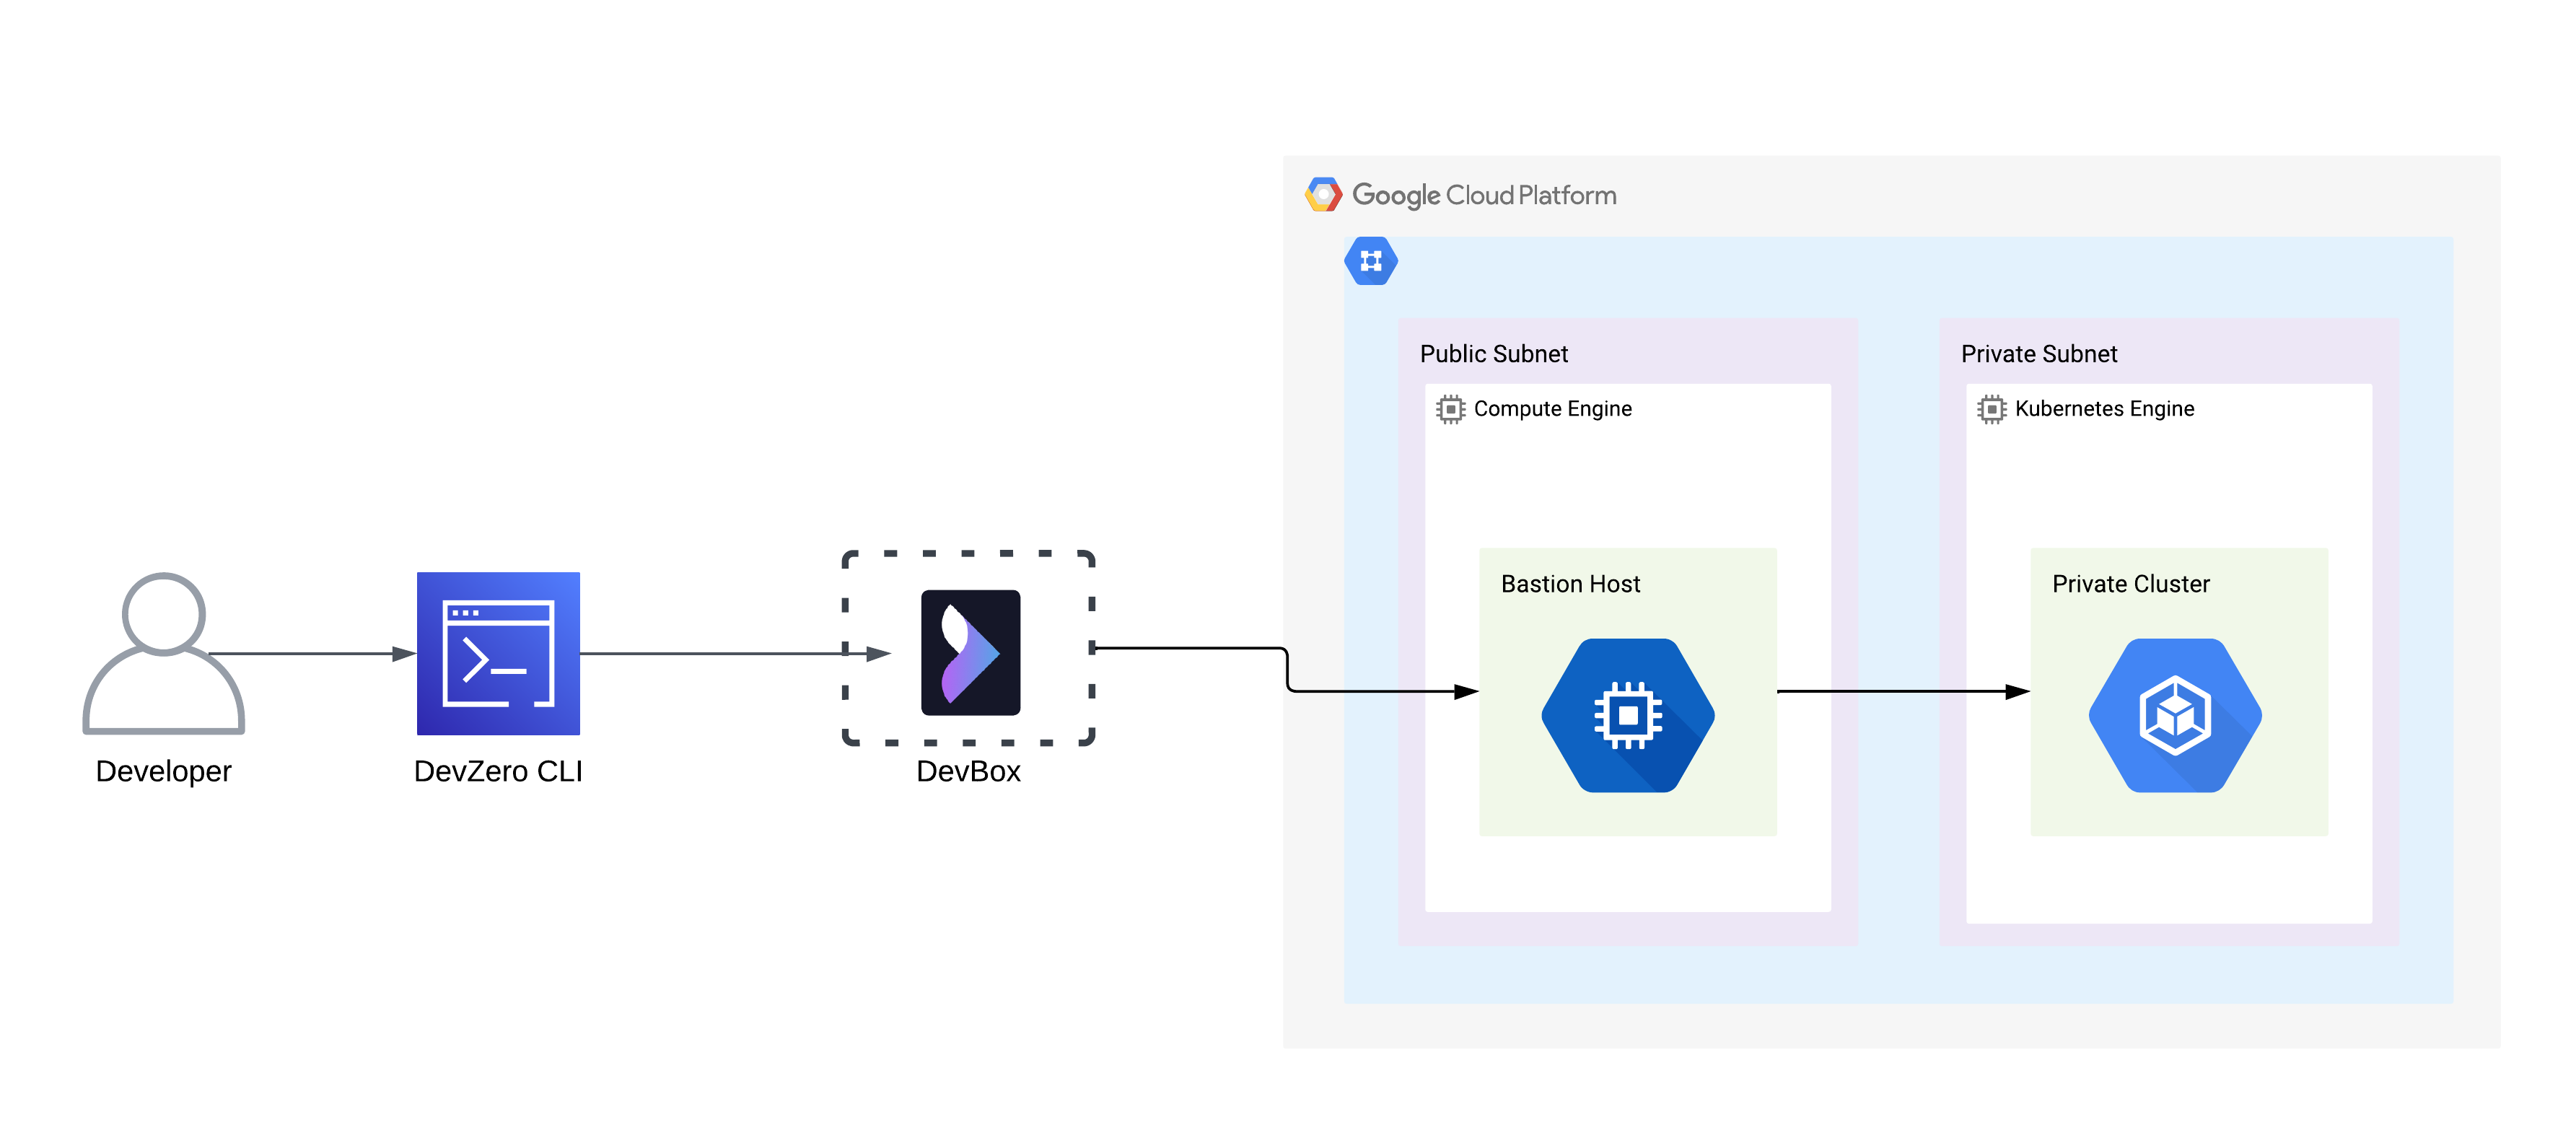 Google Cloud Platform
Public Subnet
Private Subnet
Compute Engine
Kubernetes Engine
Bastion Host
Private Cluster
Developer
DevZero CLI
DevBox